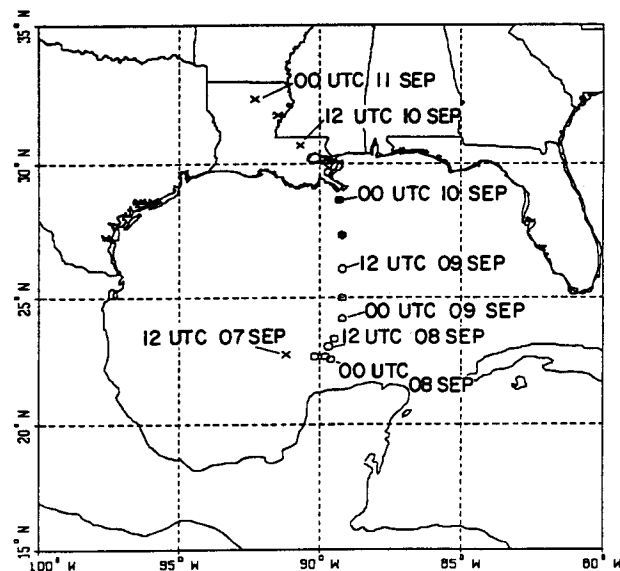 35°N
00 UTC 11 SEP
12 UTC 10 SEP
30°N
00 UTC 10 SEP
12 UTC 09 SEP
25°N
00 UTC 09 SEP
12 UTC 07 SEP
12 UTC 08 SEP
00 UTC
08 SEP
20°N
15°N
100° W
95° W
90° W
85° W
80° W